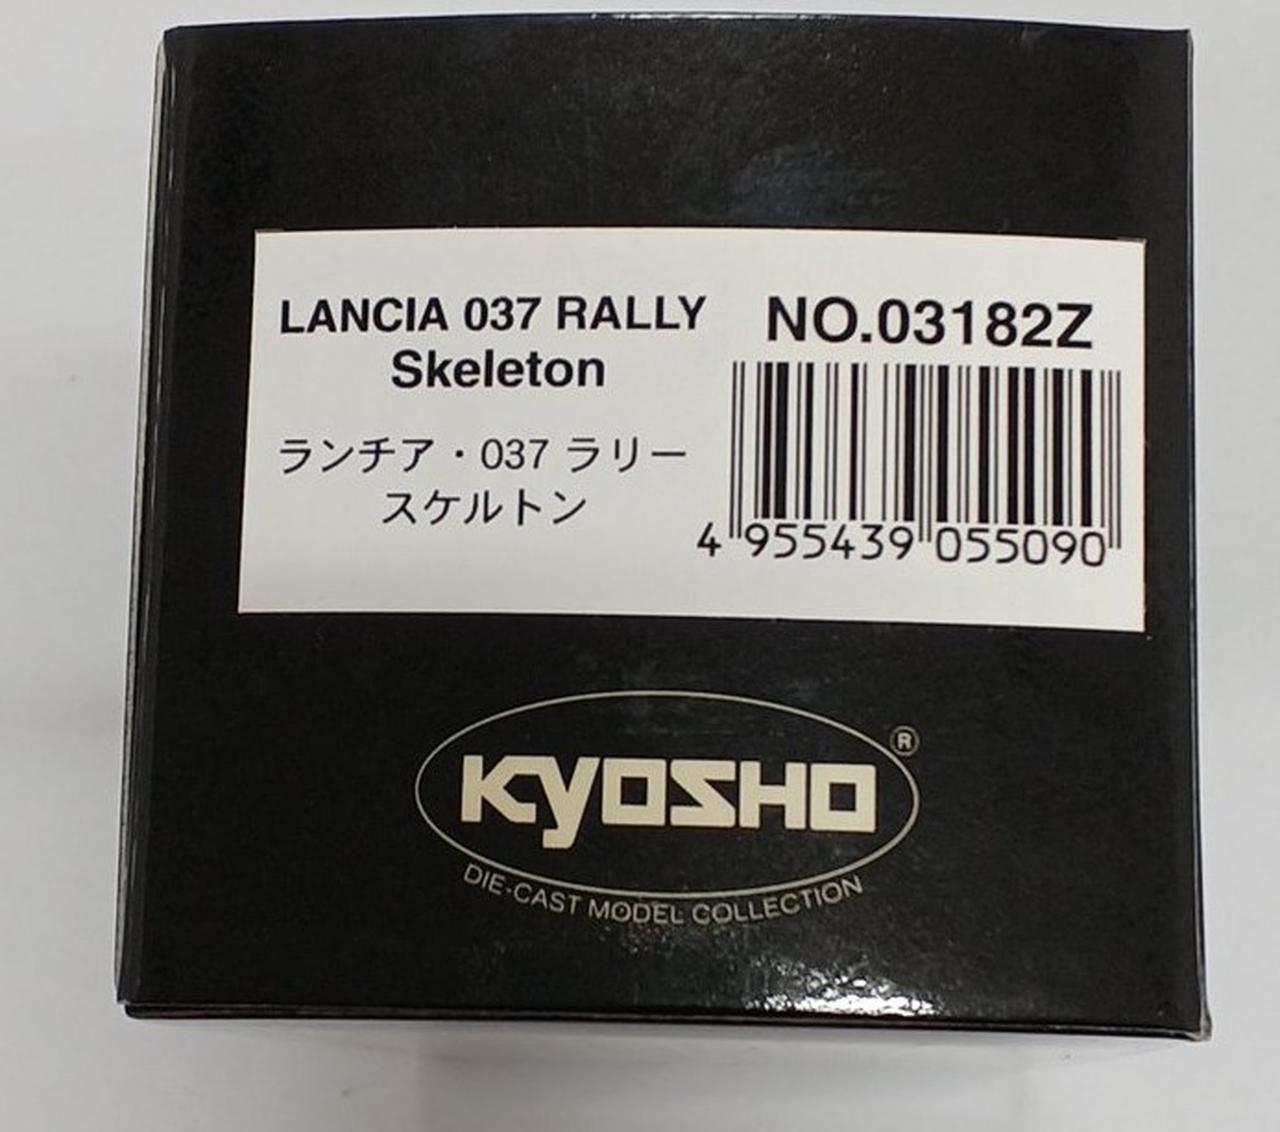 LANCIA 037 RALLY
Skeleton
NO.03182Z
ランチア・037 ラリー
スケルトン
4 955439 055090
KYOSHO ®
DIE-CAST MODEL COLLECTION